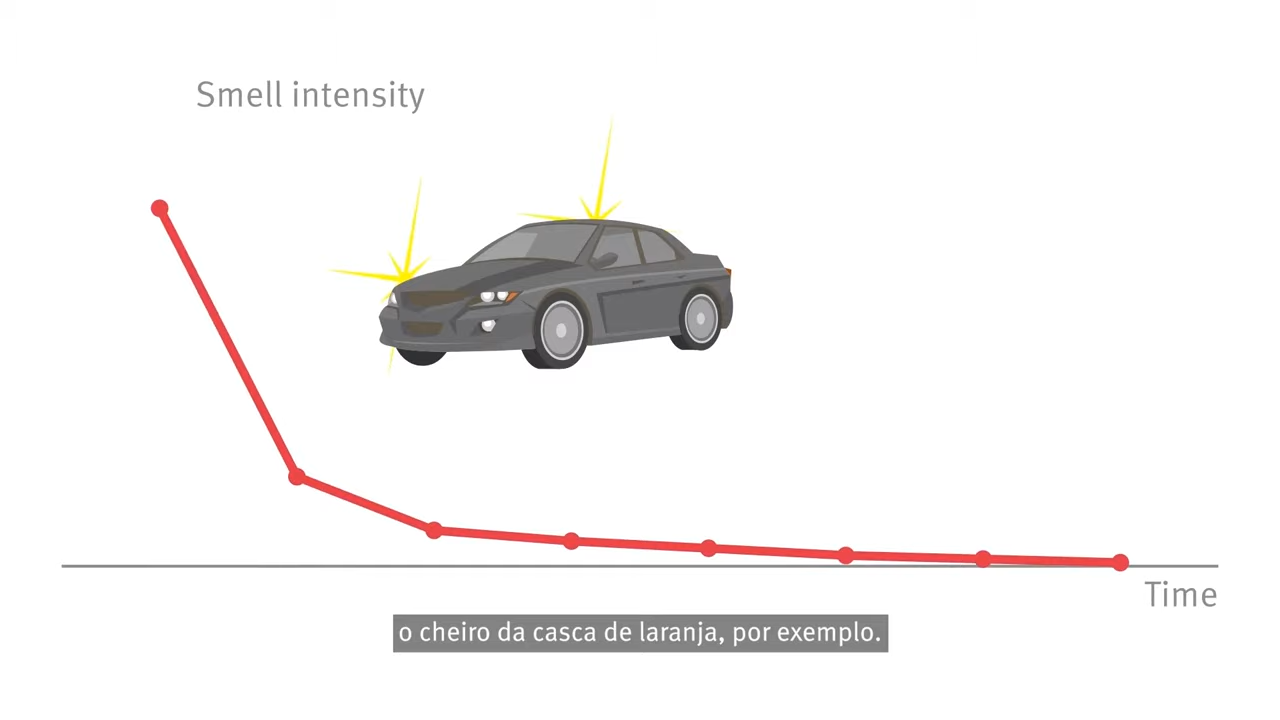 Smell intensity
Time
o cheiro da casca de laranja, por exemplo.